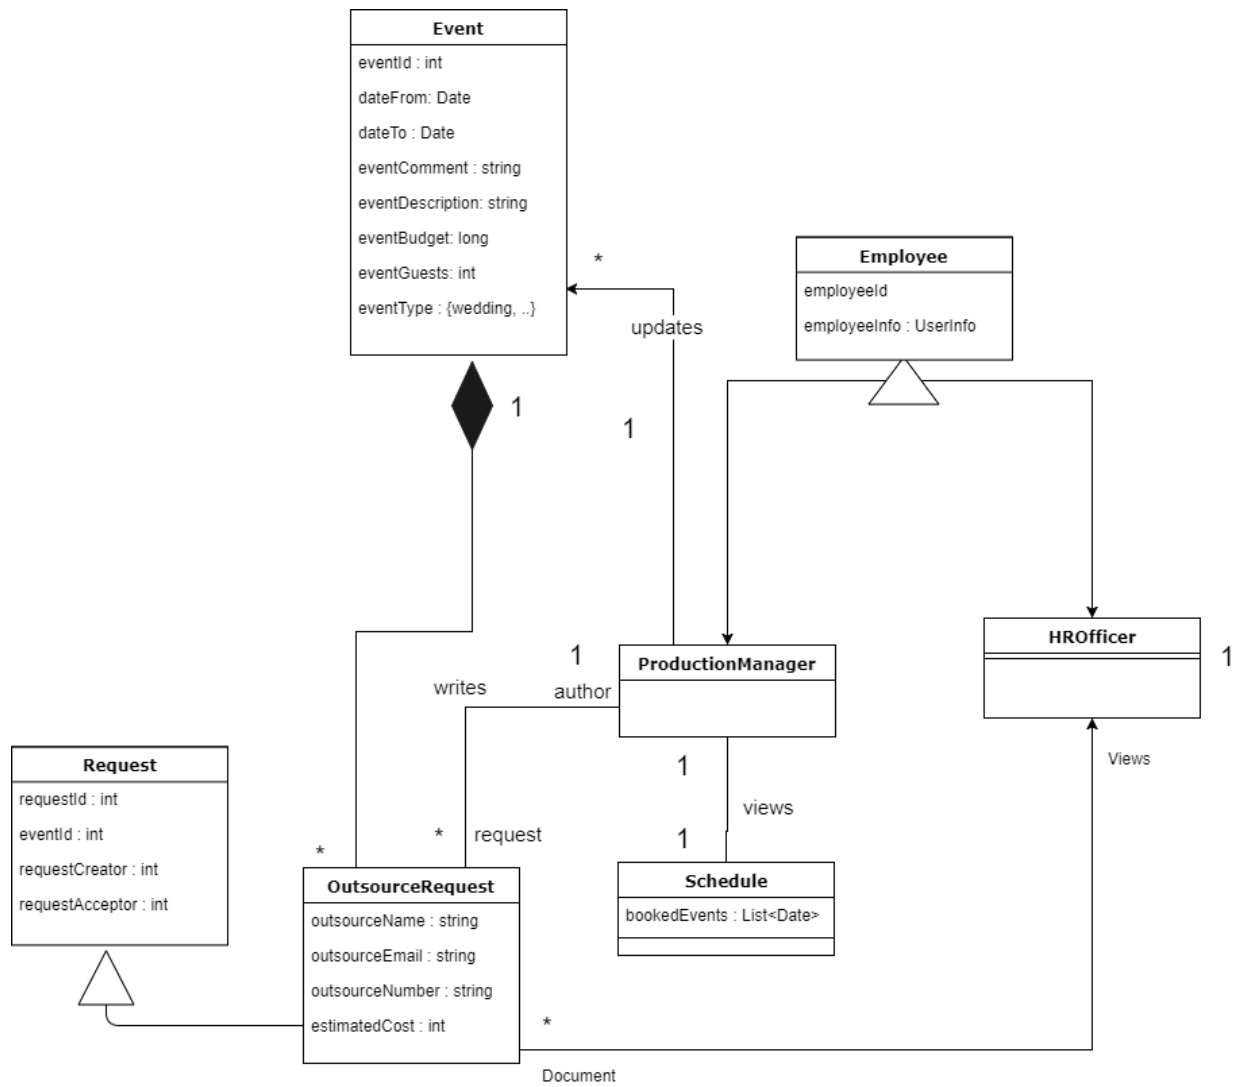 Event
eventId : int
dateFrom: Date
dateTo : Date
eventComment : string
eventDescription: string
eventBudget: long
eventGuests: int
eventType : {wedding, ..}
*
updates
1
1
Employee
employeeId
employeeInfo : UserInfo
1
author
writes
ProductionManager
HROfficer
1
Views
1
views
1
Request
requestId : int
eventId : int
requestCreator : int
requestAcceptor : int
*
*
request
OutsourceRequest
outsourceName : string
outsourceEmail : string
outsourceNumber : string
estimatedCost : int
Schedule
bookedEvents : List<Date>
*
Document